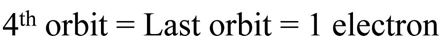 4th orbit = Last orbit = 1 electron